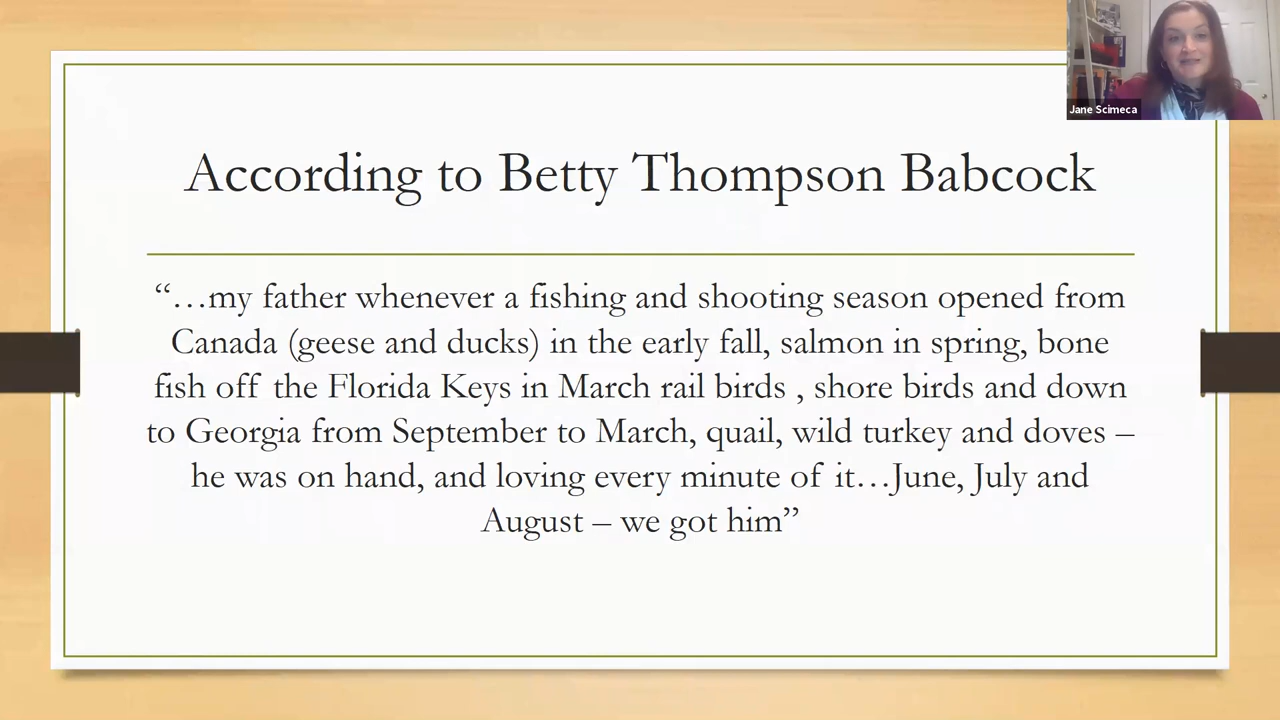 Jane Scimeca
According to Betty Thompson Babcock
“…my father whenever a fishing and shooting season opened from
Canada (geese and ducks) in the early fall, salmon in spring, bone
fish off the Florida Keys in March rail birds , shore birds and down
to Georgia from September to March, quail, wild turkey and doves –
he was on hand, and loving every minute of it…June, July and
August – we got him”